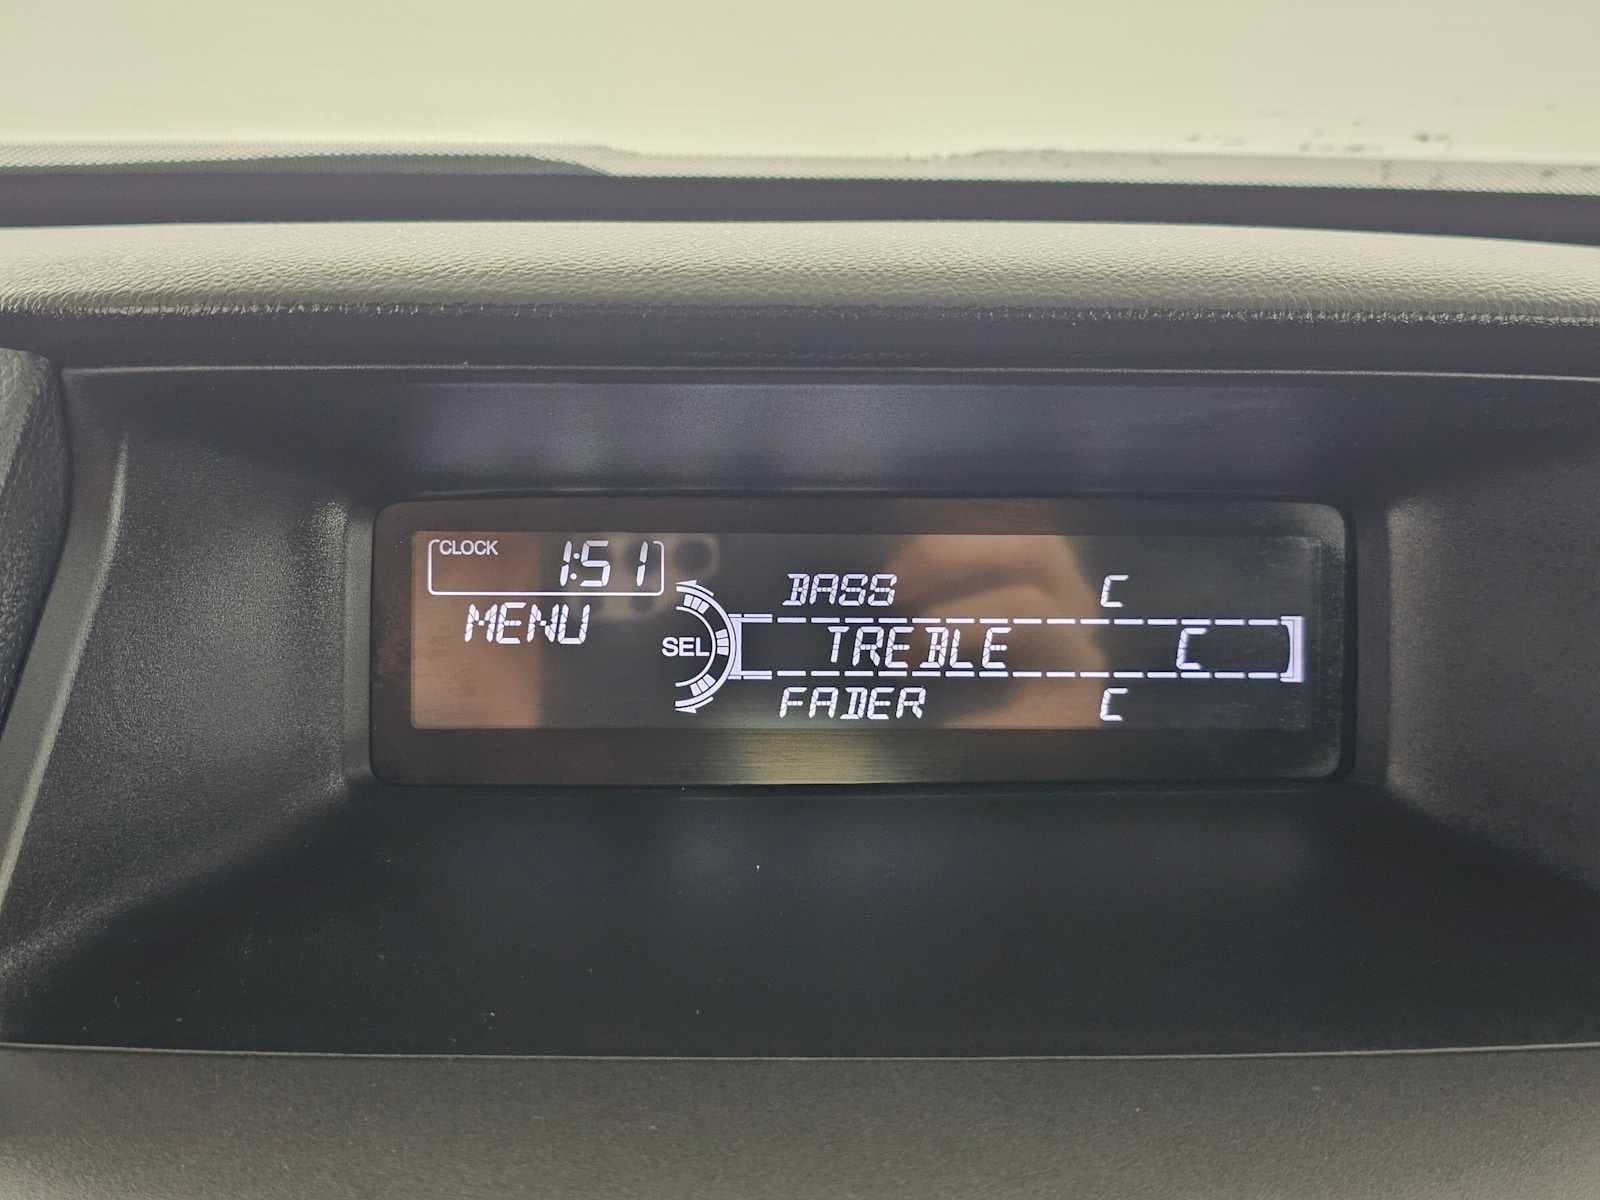 CLOCK 1:51
MENU
SEL
BASS C
TREBLE C
FADER C